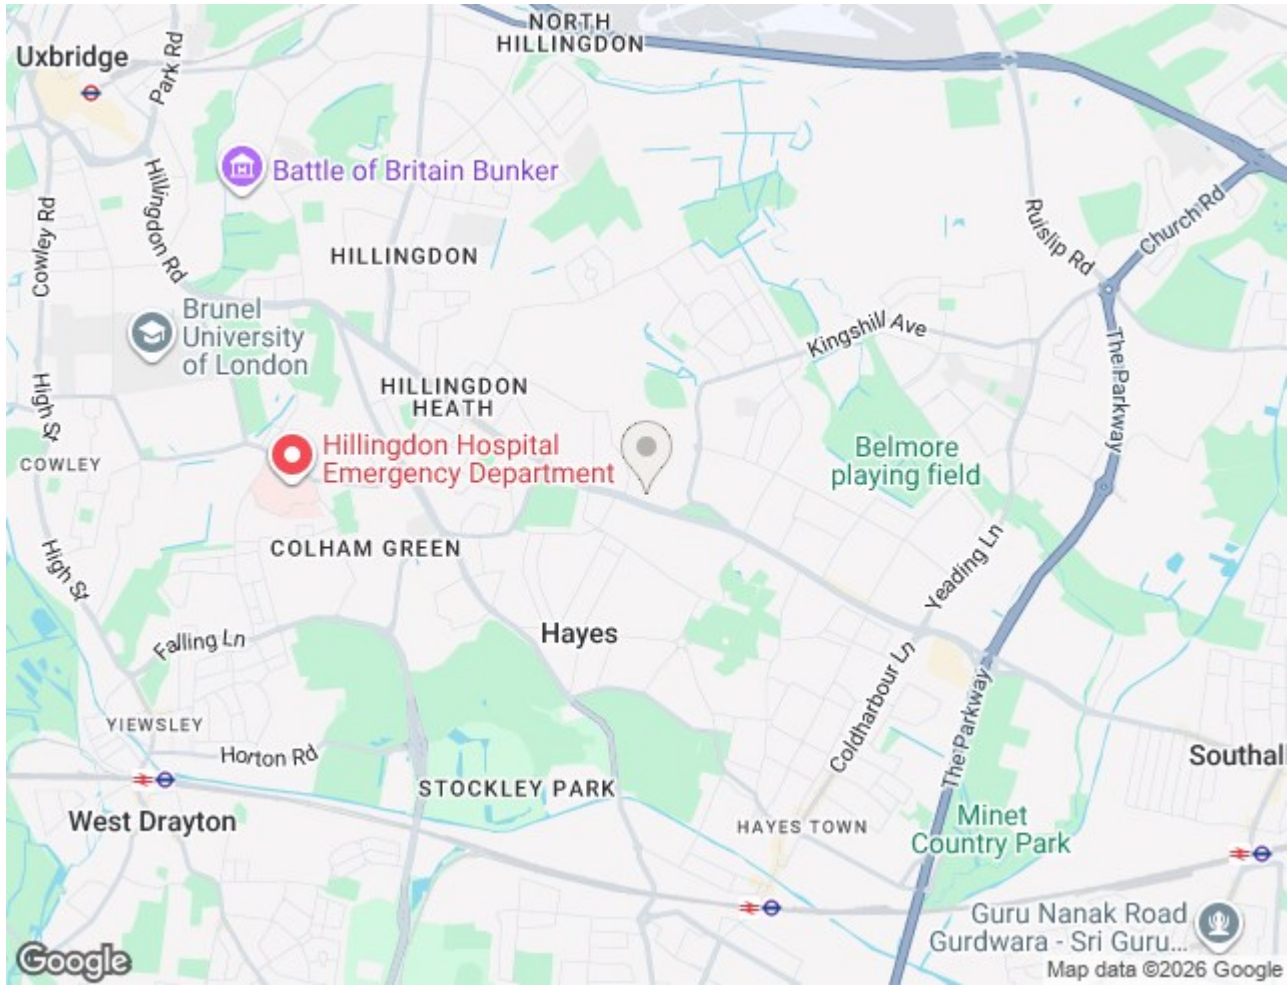 NORTH
HILLINGDON
Uxbridge
Park Rd
Battle of Britain Bunker
Hillingdon Rd
Cowley Rd
Ruislip Rd
Church Rd
HILLINGDON
Brunel
University
of London
Kingshill Ave
The Parkway
High St
HILLINGDON
HEATH
Hillingdon Hospital
Emergency Department
Belmore
playing field
COWLEY
COLHAM GREEN
High St
Yeading Ln
Falling Ln
Hayes
Coldharbour Ln
The Parkway
YIEWSLEY
Horton Rd
STOCKLEY PARK
Southall
West Drayton
HAYES TOWN
Minet
Country Park
Guru Nanak Road
Gurdwara - Sri Guru...
Google
Map data ©2026 Google